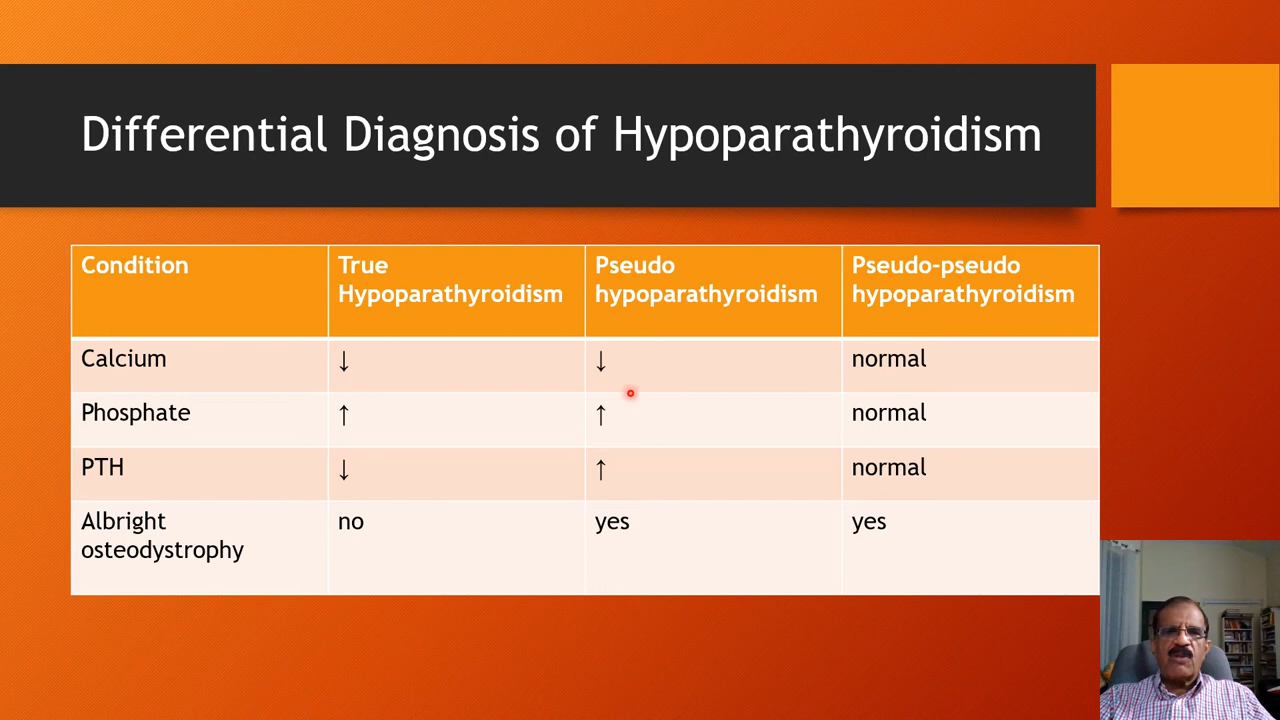 Differential Diagnosis of Hypoparathyroidism
Condition
True
Hypoparathyroidism
Pseudo
hypoparathyroidism
Pseudo-pseudo
hypoparathyroidism
Calcium
↓
↓
normal
Phosphate
↑
↑
normal
PTH
↓
↑
normal
Albright
osteodystrophy
no
yes
yes